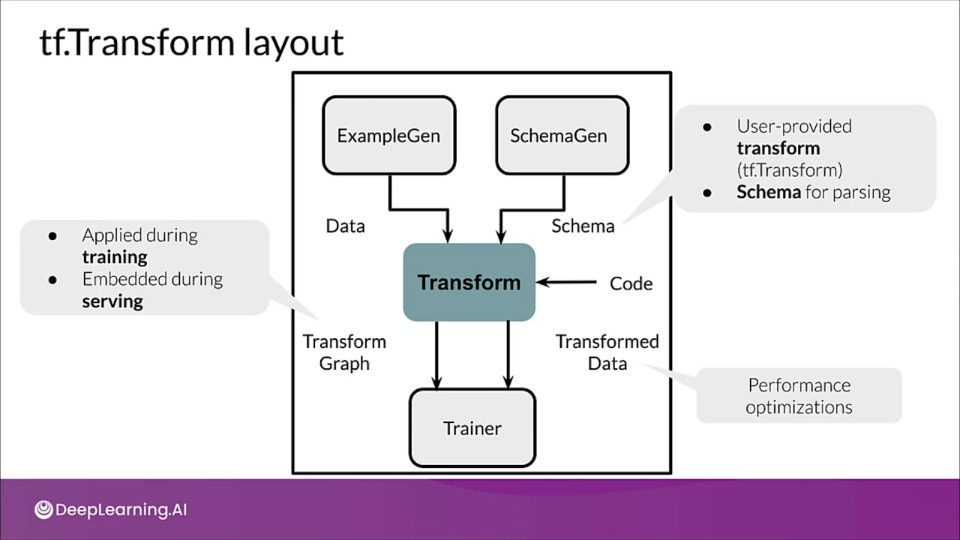 tf.Transform layout
ExampleGen
SchemaGen
● User-provided
transform
(tf.Transform)
● Schema for parsing
Data
Schema
● Applied during
training
● Embedded during
serving
Transform
Code
Transform
Graph
Transformed
Data
Performance
optimizations
Trainer
DeepLearning.AI